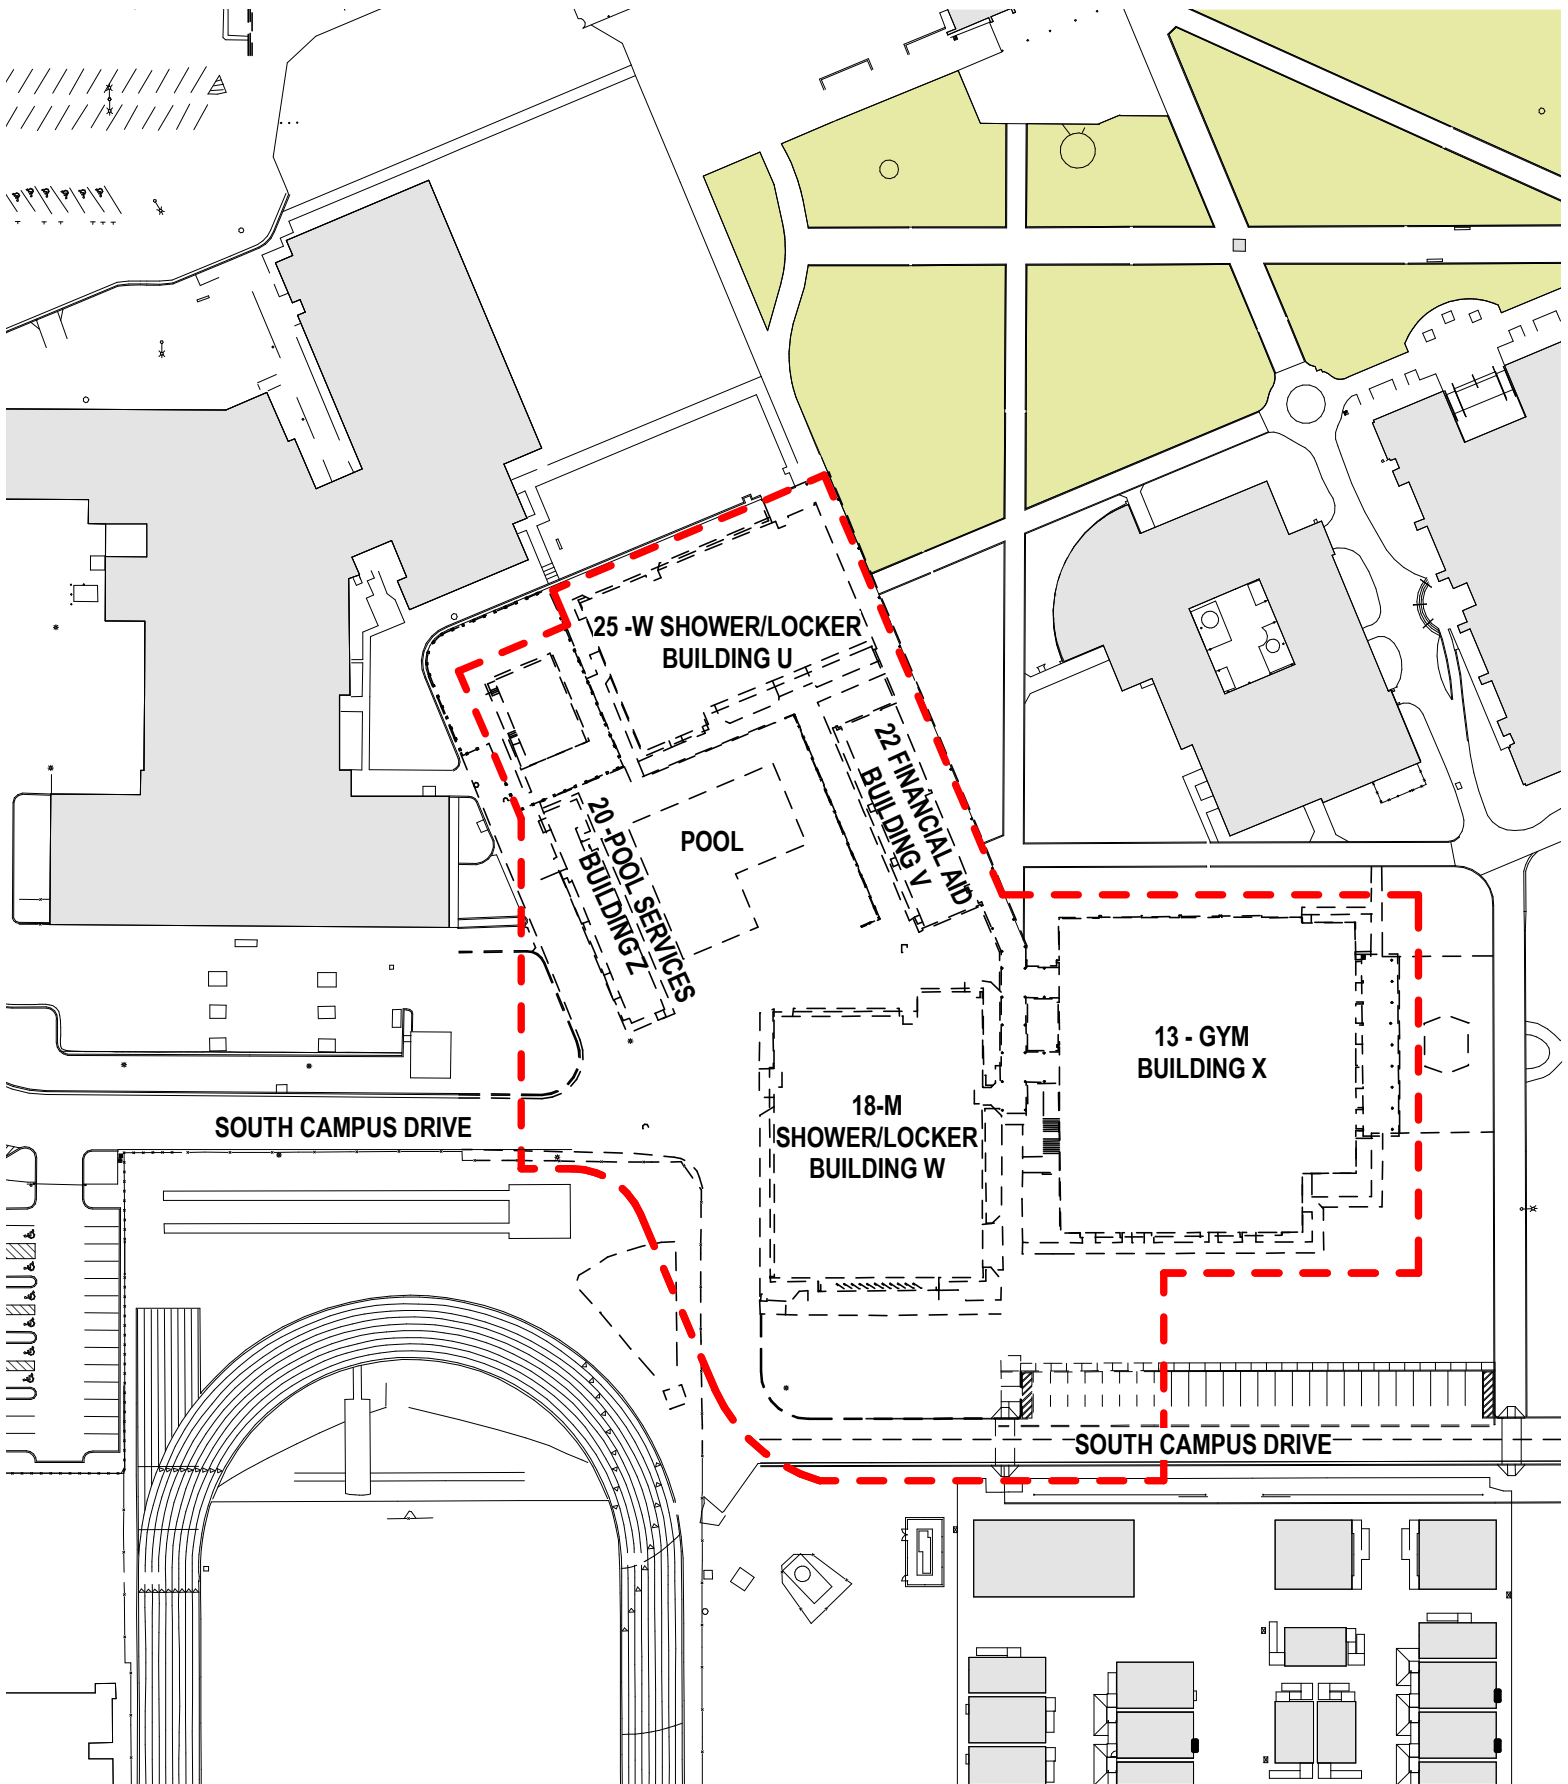 25 -W SHOWER/LOCKER
BUILDING U
22 FINANCIAL AID
BUILDING V
POOL
20 -POOL SERVICES
BUILDING Z
13 - GYM
BUILDING X
18-M
SHOWER/LOCKER
BUILDING W
SOUTH CAMPUS DRIVE
SOUTH CAMPUS DRIVE